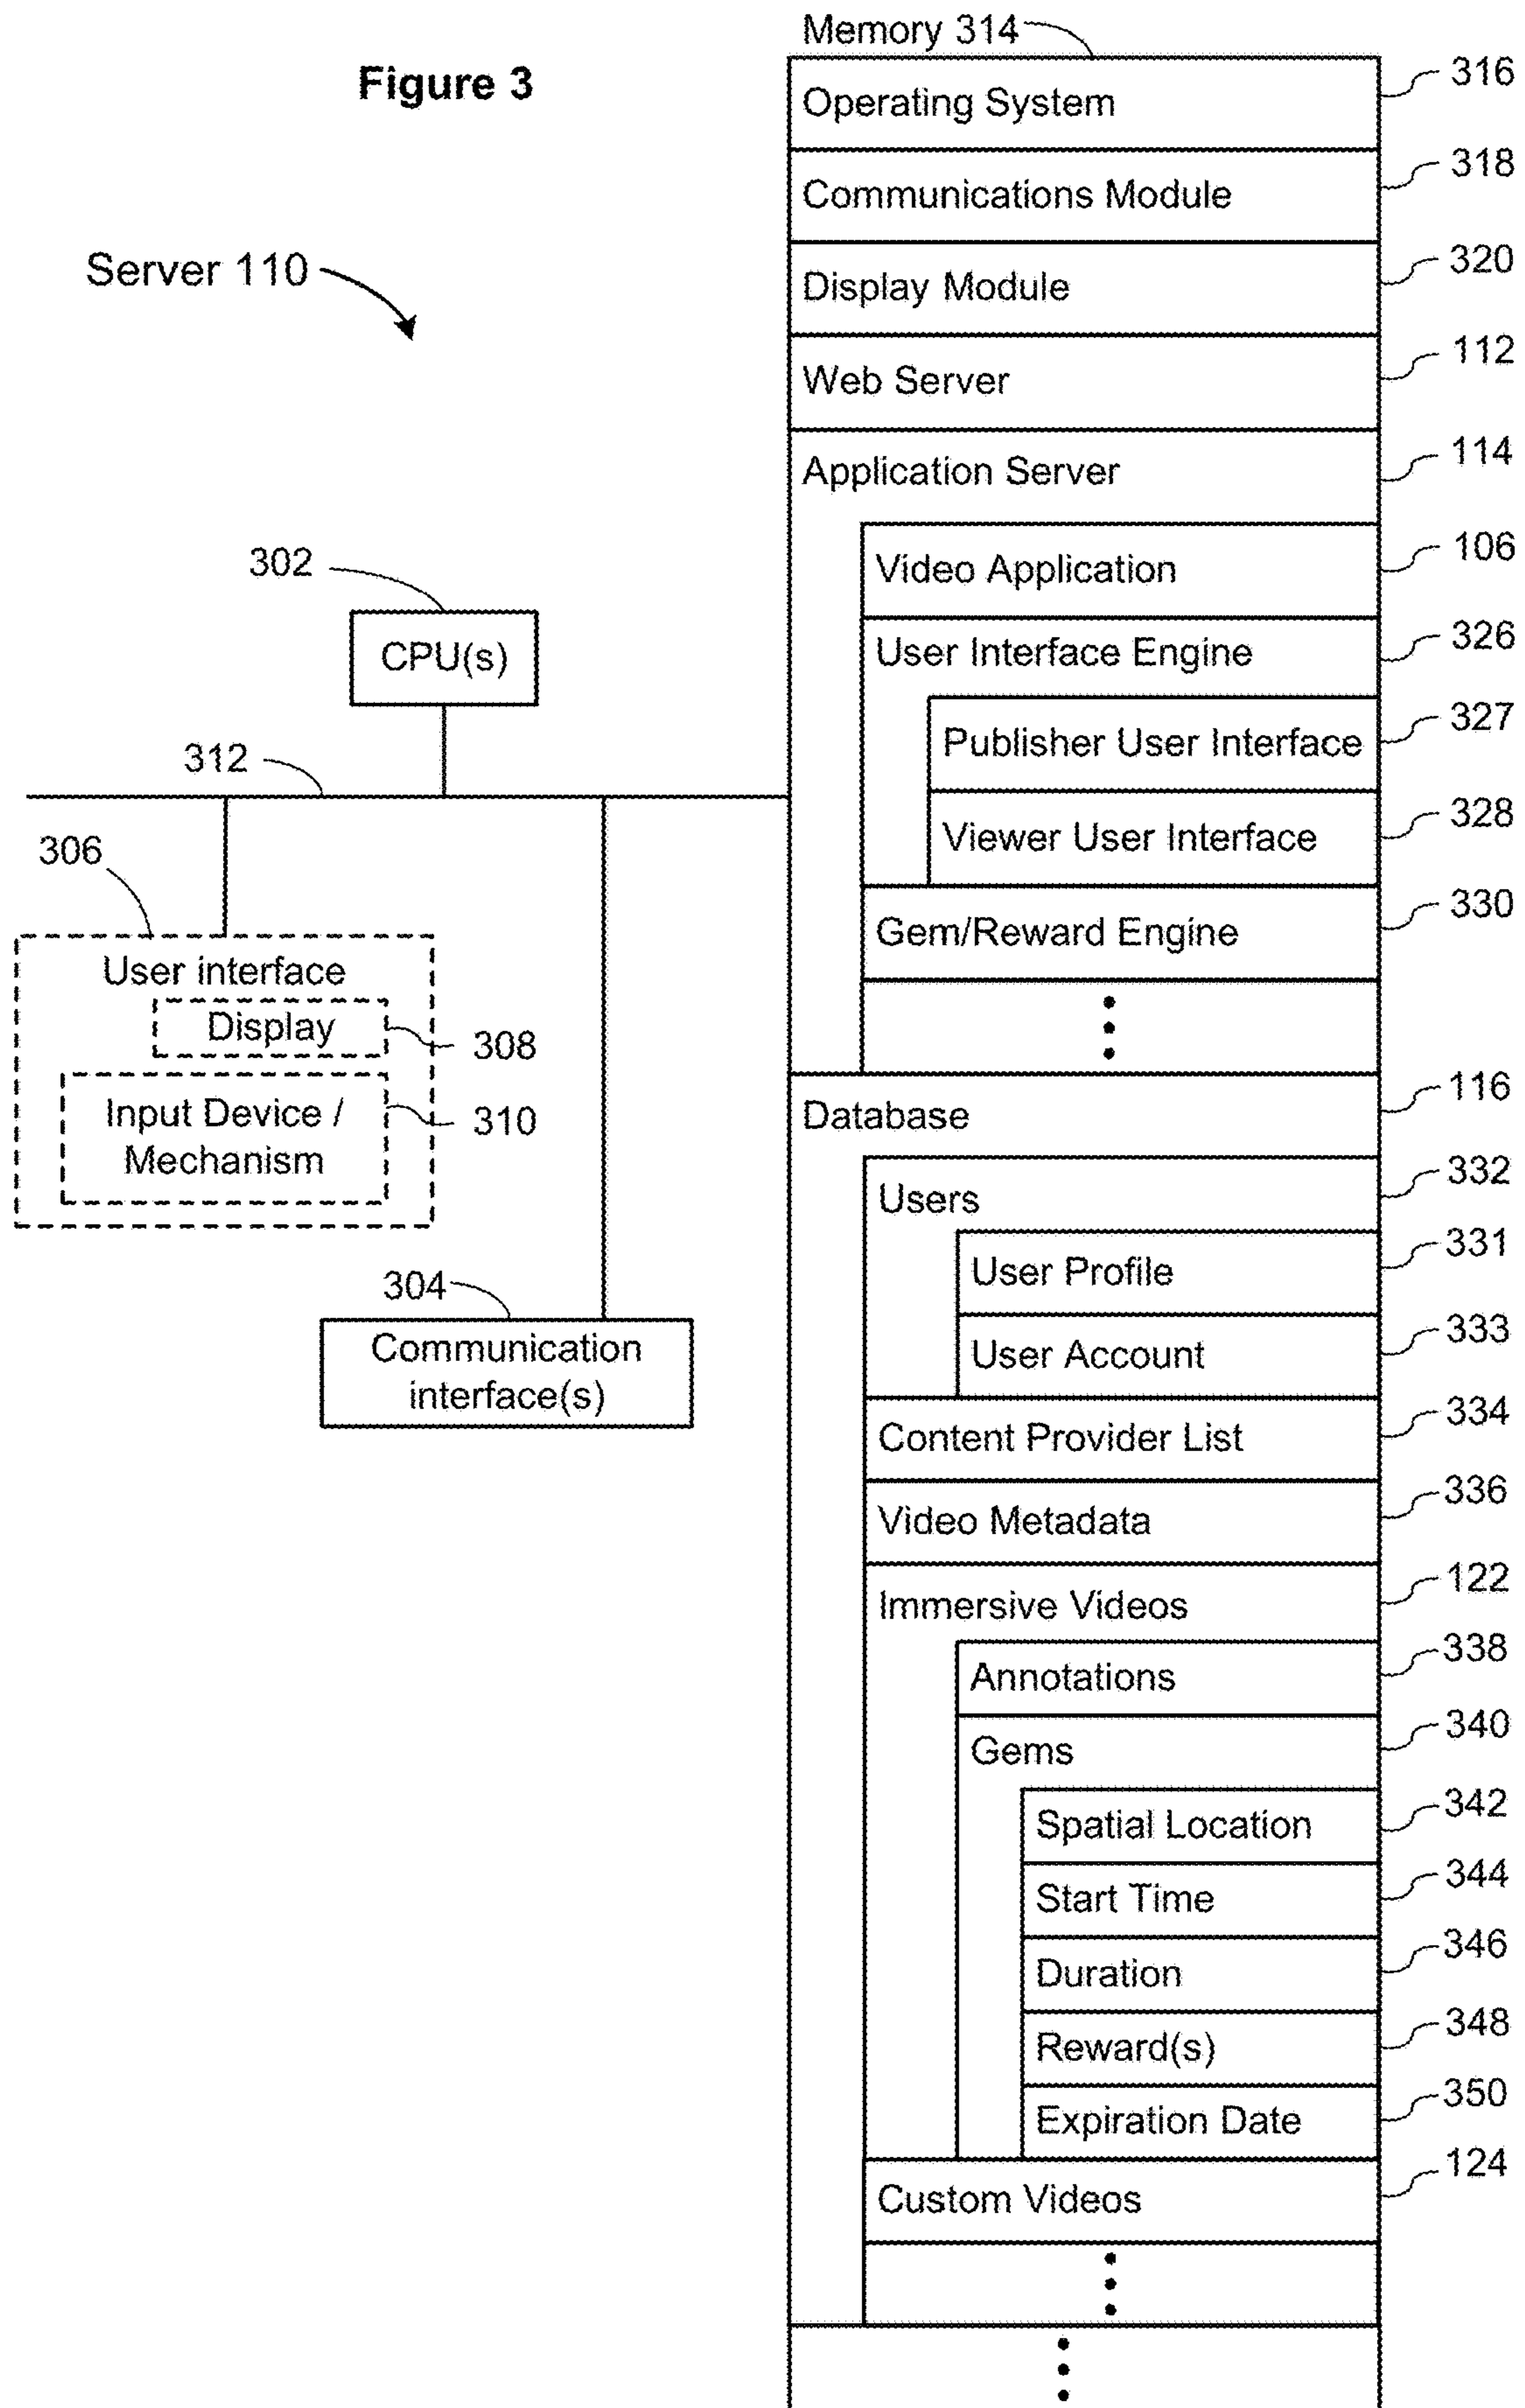 Figure 3
Server 110
302
CPU(s)
312
306
User interface
Display
308
Input Device /
Mechanism
310
304
Communication
interface(s)
Memory 314
Operating System
316
Communications Module
318
Display Module
320
Web Server
112
Application Server
114
Video Application
106
User Interface Engine
326
Publisher User Interface
327
Viewer User Interface
328
Gem/Reward Engine
330
Database
116
Users
332
User Profile
331
User Account
333
Content Provider List
334
Video Metadata
336
Immersive Videos
122
Annotations
338
Gems
340
Spatial Location
342
Start Time
344
Duration
346
Reward(s)
348
Expiration Date
350
Custom Videos
124